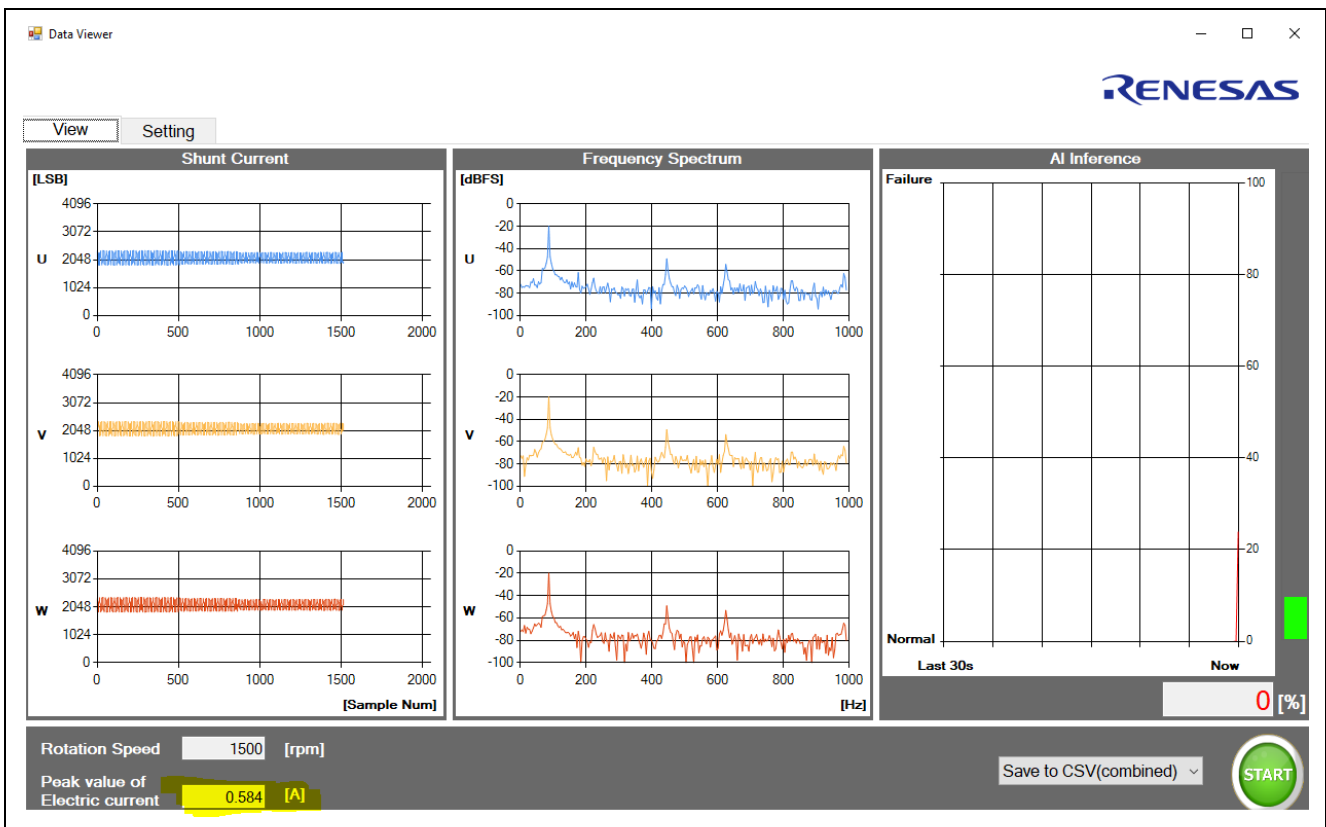 Data Viewer
RENESAS
View Setting
Shunt Current
[LSB]
4096
3072
U 2048
1024
0
0 500 1000 1500 2000
4096
3072
V 2048
1024
0
0 500 1000 1500 2000
4096
3072
W 2048
1024
0
0 500 1000 1500 2000
[Sample Num]
Frequency Spectrum
[dBFS]
0
-20
-40
U
-60
-80
-100
0 200 400 600 800 1000
0
-20
-40
V
-60
-80
-100
0 200 400 600 800 1000
0
-20
-40
W
-60
-80
-100
0 200 400 600 800 1000
[Hz]
AI Inference
Failure 100
80
60
40
20
Normal 0
Last 30s Now
0 [%]
Rotation Speed 1500 [rpm]
Peak value of
Electric current 0.584 [A]
Save to CSV(combined)
START